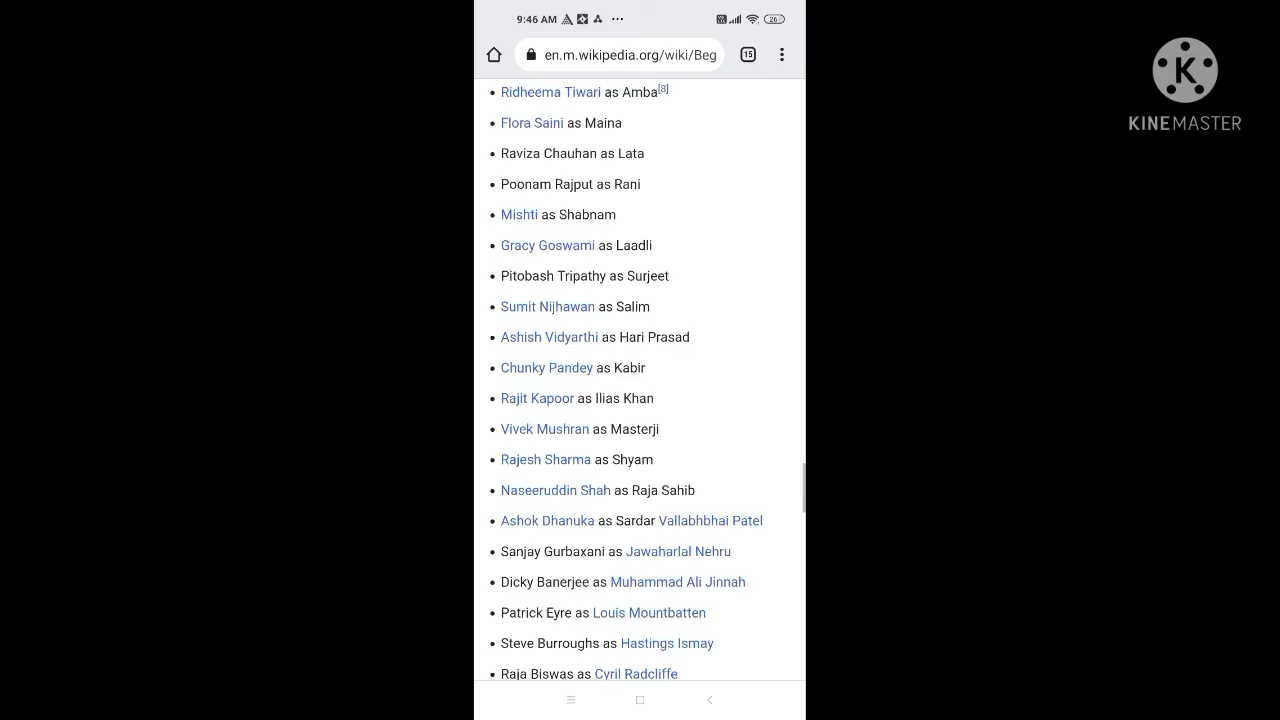 9:46 AM ...
26
en.m.wikipedia.org/wiki/Beg
15
• Ridheema Tiwari as Amba[8]
• Flora Saini as Maina
• Raviza Chauhan as Lata
• Poonam Rajput as Rani
• Mishti as Shabnam
• Gracy Goswami as Laadli
• Pitobash Tripathy as Surjeet
• Sumit Nijhawan as Salim
• Ashish Vidyarthi as Hari Prasad
• Chunky Pandey as Kabir
• Rajit Kapoor as Ilias Khan
• Vivek Mushran as Masterji
• Rajesh Sharma as Shyam
• Naseeruddin Shah as Raja Sahib
• Ashok Dhanuka as Sardar Vallabhbhai Patel
• Sanjay Gurbaxani as Jawaharlal Nehru
• Dicky Banerjee as Muhammad Ali Jinnah
• Patrick Eyre as Louis Mountbatten
• Steve Burroughs as Hastings Ismay
• Raja Biswas as Cyril Radcliffe
K
KINEMASTER